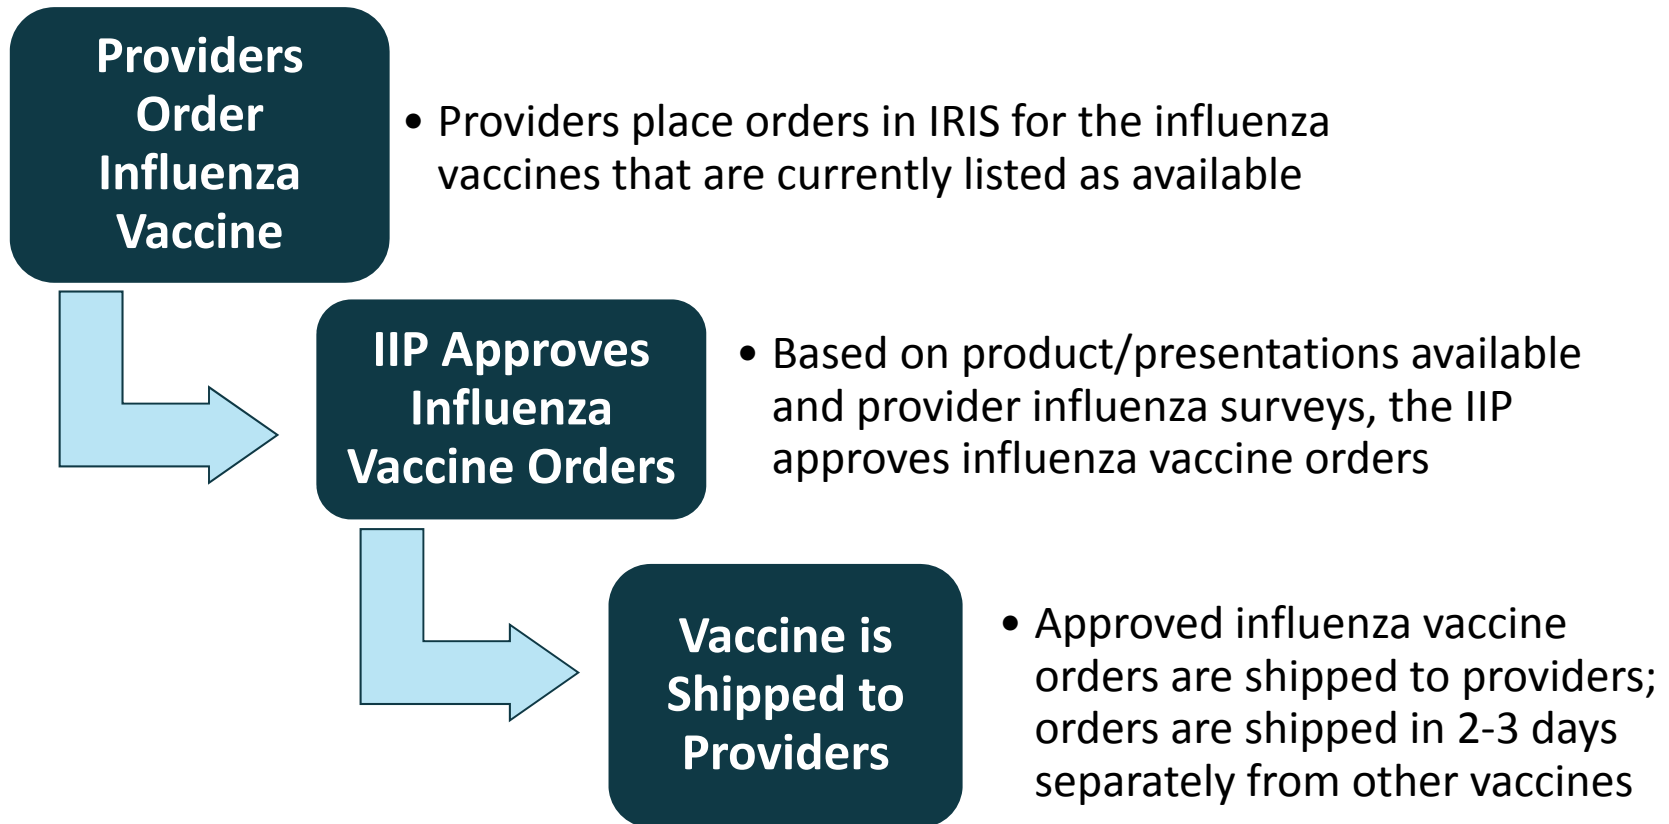 Providers
Order
Influenza
Vaccine
• Providers place orders in IRIS for the influenza
vaccines that are currently listed as available
IIP Approves
Influenza
Vaccine Orders
• Based on product/presentations available
and provider influenza surveys, the IIP
approves influenza vaccine orders
Vaccine is
Shipped to
Providers
• Approved influenza vaccine
orders are shipped to providers;
orders are shipped in 2-3 days
separately from other vaccines